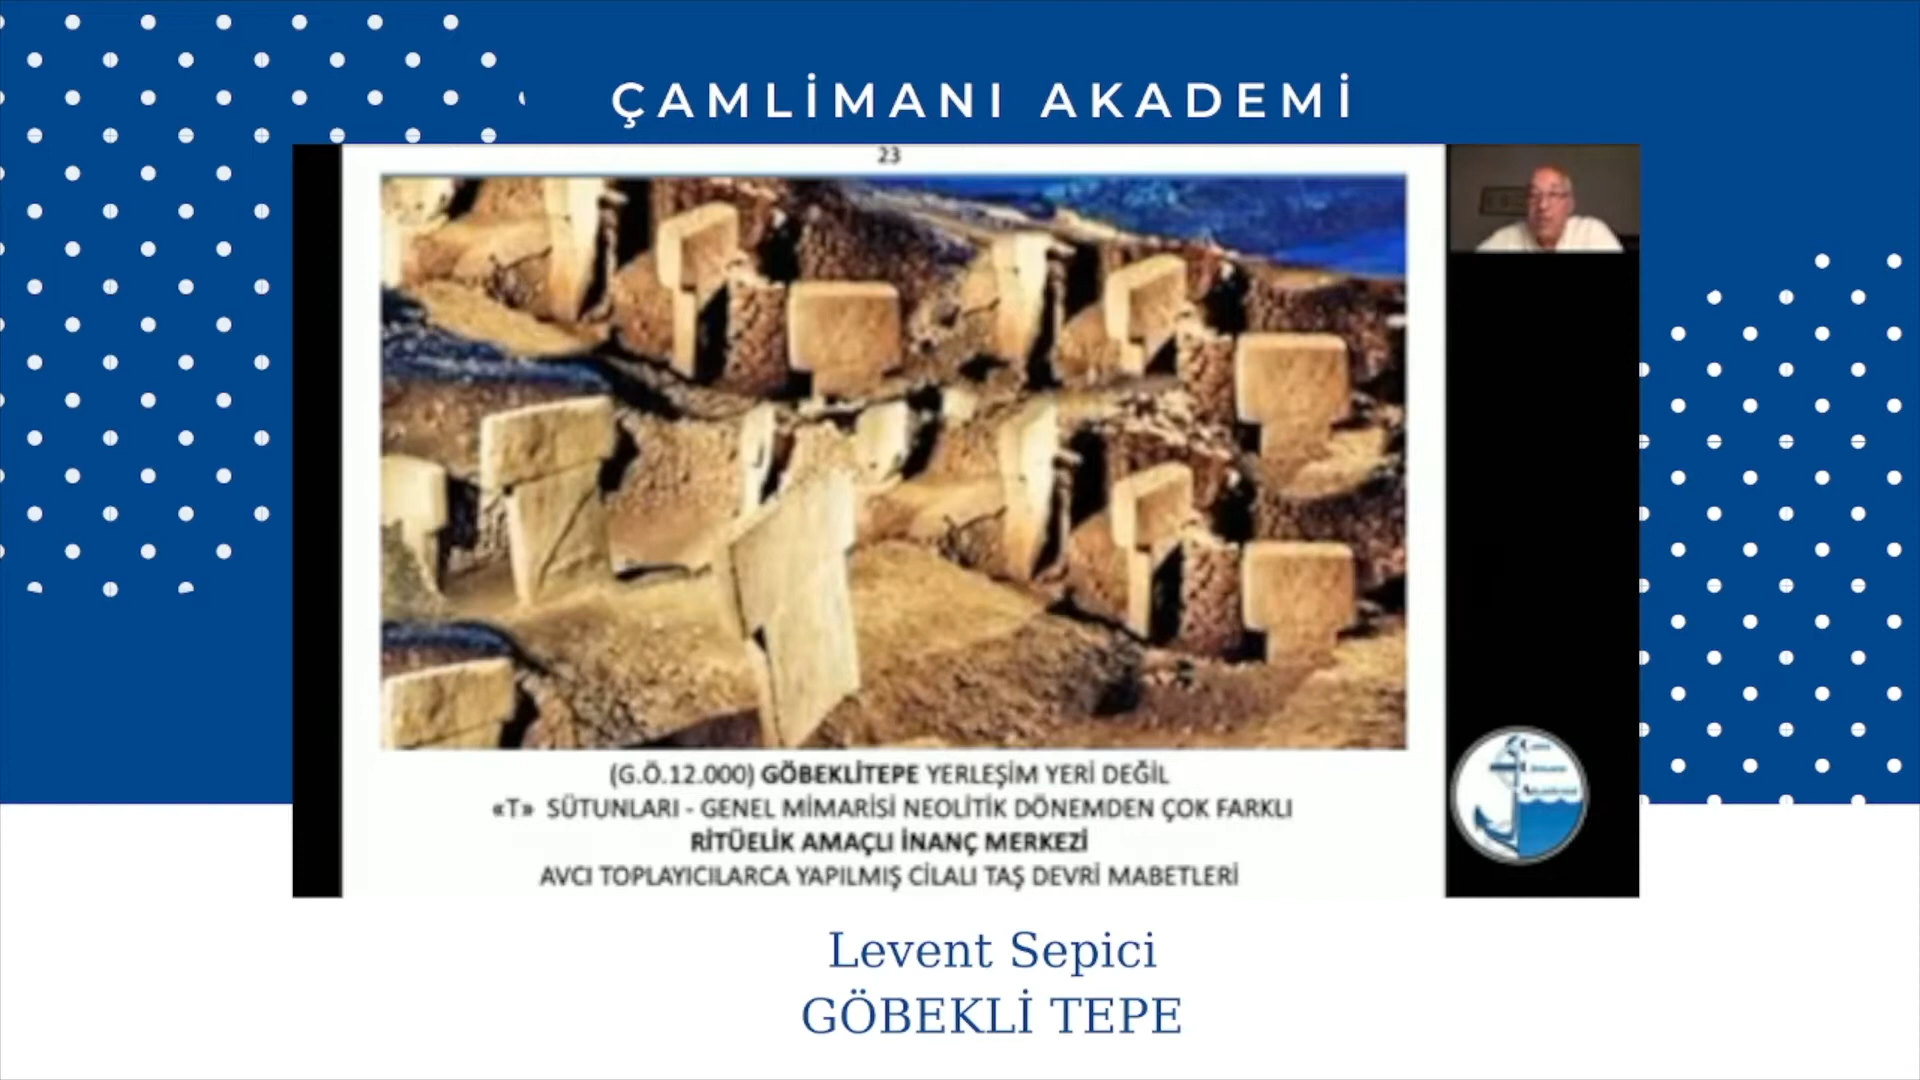 ÇAMLİMANI AKADEMİ
23
(G.Ö.12.000) GÖBEKLİTEPE YERLEŞİM YERİ DEĞİL
«T» SÜTUNLARI - GENEL MİMARİSİ NEOLİTİK DÖNEMDEN ÇOK FARKLI
RİTÜELİK AMAÇLI İNANÇ MERKEZİ
AVCI TOPLAYICILARCA YAPILMIŞ CİLALI TAŞ DEVRİ MABETLERİ
Levent Sepici
GÖBEKLİ TEPE